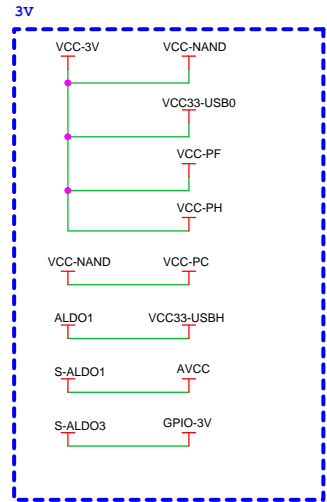 3V
VCC-3V VCC-NAND
VCC33-USB0
VCC-PF
VCC-PH
VCC-NAND VCC-PC
ALDO1 VCC33-USBH
S-ALDO1 AVCC
S-ALDO3 GPIO-3V